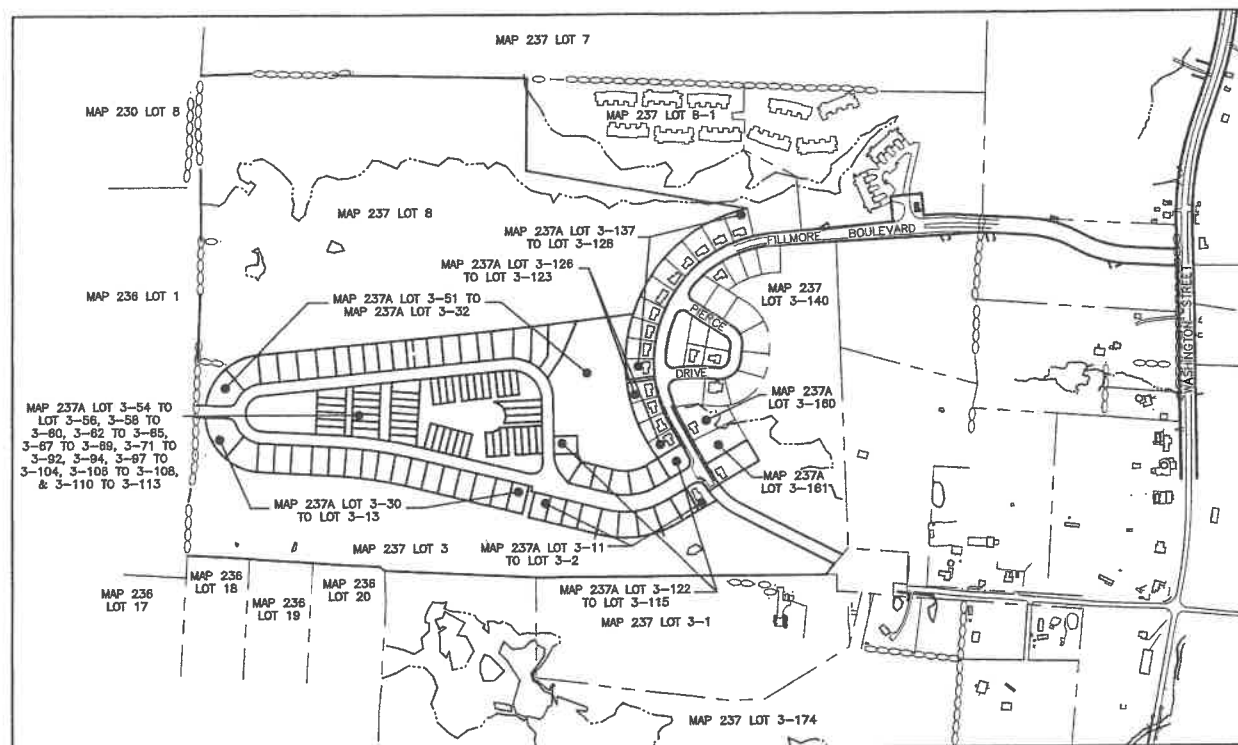 MAP 237 LOT 7
MAP 230 LOT 8
MAP 237 LOT 8-1
MAP 237 LOT 8
MAP 237A LOT 3-137
TO LOT 3-128
FILLMORE BOULEVARD
MAP 237A LOT 3-126
TO LOT 3-123
MAP 236 LOT 1
MAP 237A LOT 3-51 TO
MAP 237A LOT 3-32
MAP 237
LOT 3-140
PIERCE
DRIVE
WASHINGTON STREET
MAP 237A LOT 3-54 TO
LOT 3-56, 3-58 TO
3-60, 3-62 TO 3-65,
3-67 TO 3-69, 3-71 TO
3-92, 3-94, 3-97 TO
3-104, 3-106 TO 3-108,
& 3-110 TO 3-113
MAP 237A
LOT 3-160
MAP 237A
LOT 3-161
MAP 237A LOT 3-30
TO LOT 3-13
MAP 237 LOT 3
MAP 237A LOT 3-11
TO LOT 3-2
MAP 236
LOT 17
MAP 236
LOT 18
MAP 236
LOT 19
MAP 236
LOT 20
MAP 237A LOT 3-122
TO LOT 3-115
MAP 237 LOT 3-1
MAP 237 LOT 3-174